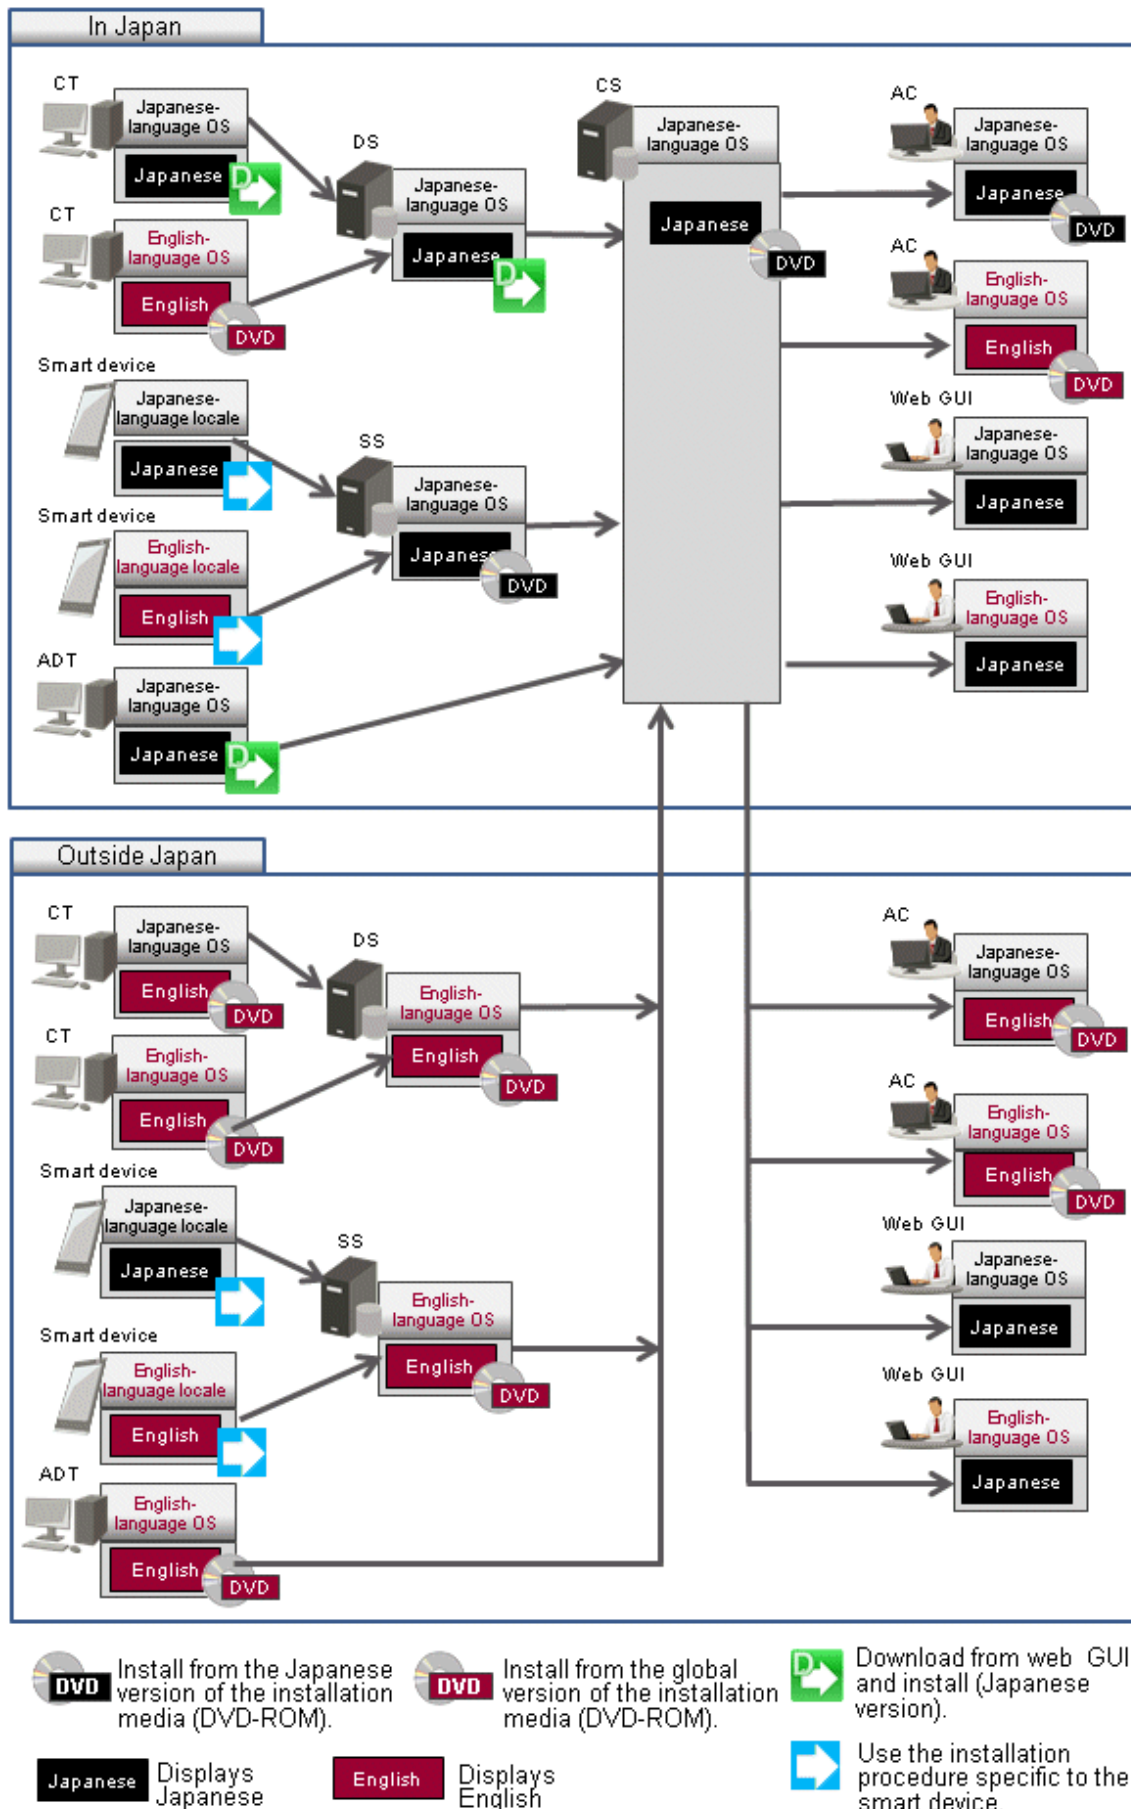 In Japan
CT
Japanese-
language OS
Japanese
D
CT
English-
language OS
English
DVD
DS
Japanese-
language OS
Japanese
D
Smart device
Japanese-
language locale
Japanese
Smart device
English-
language locale
English
SS
Japanese-
language OS
Japanese
DVD
ADT
Japanese-
language OS
Japanese
D
CS
Japanese-
language OS
Japanese
DVD
AC
Japanese-
language OS
Japanese
DVD
AC
English-
language OS
English
DVD
Web GUI
Japanese-
language OS
Japanese
Web GUI
English-
language OS
Japanese
Outside Japan
CT
Japanese-
language OS
English
DVD
CT
English-
language OS
English
DVD
DS
English-
language OS
English
DVD
Smart device
Japanese-
language locale
Japanese
Smart device
English-
language locale
English
SS
English-
language OS
English
DVD
ADT
English-
language OS
English
DVD
AC
Japanese-
language OS
English
DVD
AC
English-
language OS
English
DVD
Web GUI
Japanese-
language OS
Japanese
Web GUI
English-
language OS
Japanese
DVD
Install from the Japanese
version of the installation
media (DVD-ROM).
DVD
Install from the global
version of the installation
media (DVD-ROM).
D
Download from web GUI
and install (Japanese
version).
Japanese
Displays
Japanese
English
Displays
English
Use the installation
procedure specific to the
smart device